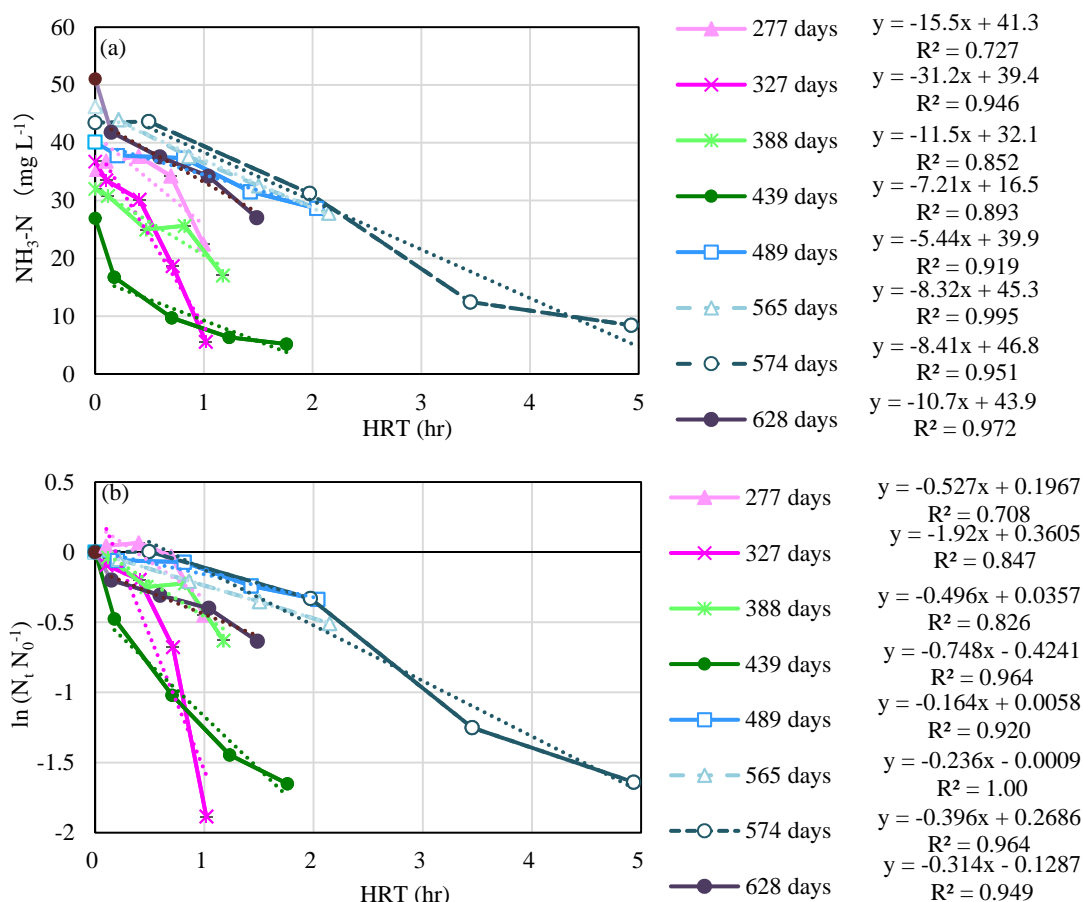 (a)
60
50
40
30
20
10
0
NH₃-N (mg L⁻¹)
0 1 2 3 4 5
HRT (hr)
277 days y = -15.5x + 41.3
R² = 0.727
327 days y = -31.2x + 39.4
R² = 0.946
388 days y = -11.5x + 32.1
R² = 0.852
439 days y = -7.21x + 16.5
R² = 0.893
489 days y = -5.44x + 39.9
R² = 0.919
565 days y = -8.32x + 45.3
R² = 0.995
574 days y = -8.41x + 46.8
R² = 0.951
628 days y = -10.7x + 43.9
R² = 0.972
(b)
0.5
0
-0.5
-1
-1.5
-2
ln (Nₜ N₀⁻¹)
0 1 2 3 4 5
HRT (hr)
277 days y = -0.527x + 0.1967
R² = 0.708
327 days y = -1.92x + 0.3605
R² = 0.847
388 days y = -0.496x + 0.0357
R² = 0.826
439 days y = -0.748x - 0.4241
R² = 0.964
489 days y = -0.164x + 0.0058
R² = 0.920
565 days y = -0.236x - 0.0009
R² = 1.00
574 days y = -0.396x + 0.2686
R² = 0.964
628 days y = -0.314x - 0.1287
R² = 0.949